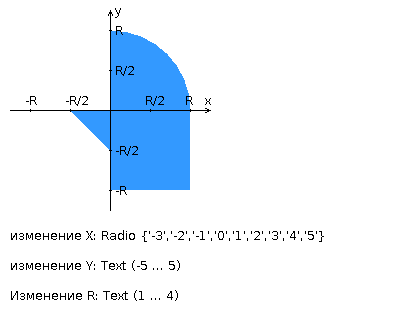 y
R
R/2
-R -R/2 R/2 R x
-R/2
-R
изменение X: Radio {'-3','-2','-1','0','1','2','3','4','5'}
изменение Y: Text (-5 ... 5)
Изменение R: Text (1 ... 4)